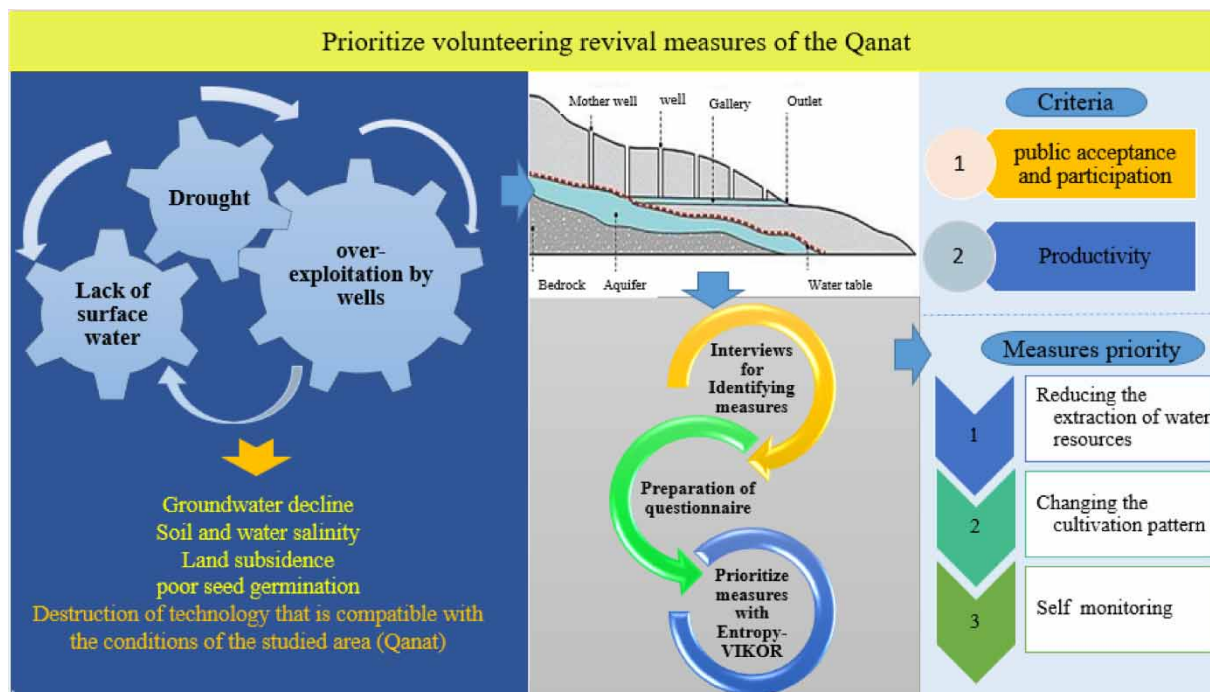 Prioritize volunteering revival measures of the Qanat
Drought
over-
exploitation by
wells
Lack of
surface
water
Groundwater decline
Soil and water salinity
Land subsidence
poor seed germination
Destruction of technology that is compatible with
the conditions of the studied area (Qanat)
Mother well
well
Gallery
Outlet
Bedrock
Aquifer
Water table
Interviews
for
Identifying
measures
Preparation of
questionnaire
Prioritize
measures
with
Entropy-
VIKOR
Criteria
1
public acceptance
and participation
2
Productivity
Measures priority
1
Reducing the
extraction of water
resources
2
Changing the
cultivation pattern
3
Self monitoring